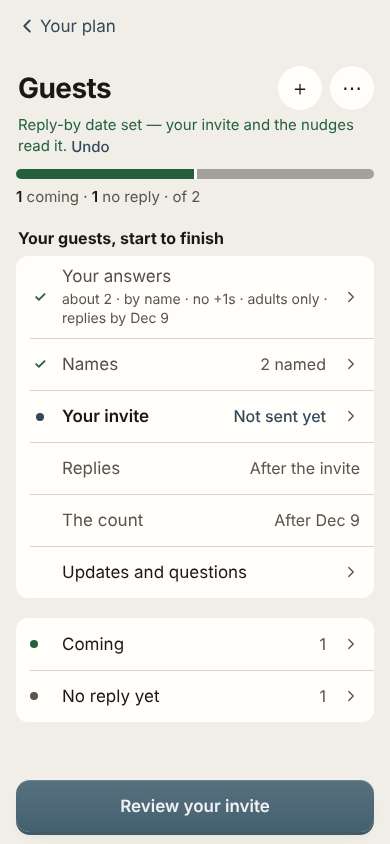 Your plan
Guests
+ ···
Reply-by date set — your invite and the nudges
read it. Undo
1 coming · 1 no reply · of 2
Your guests, start to finish
Your answers
about 2 · by name · no +1s · adults only ·
replies by Dec 9
Names 2 named
Your invite Not sent yet
Replies After the invite
The count After Dec 9
Updates and questions
Coming 1
No reply yet 1
Review your invite